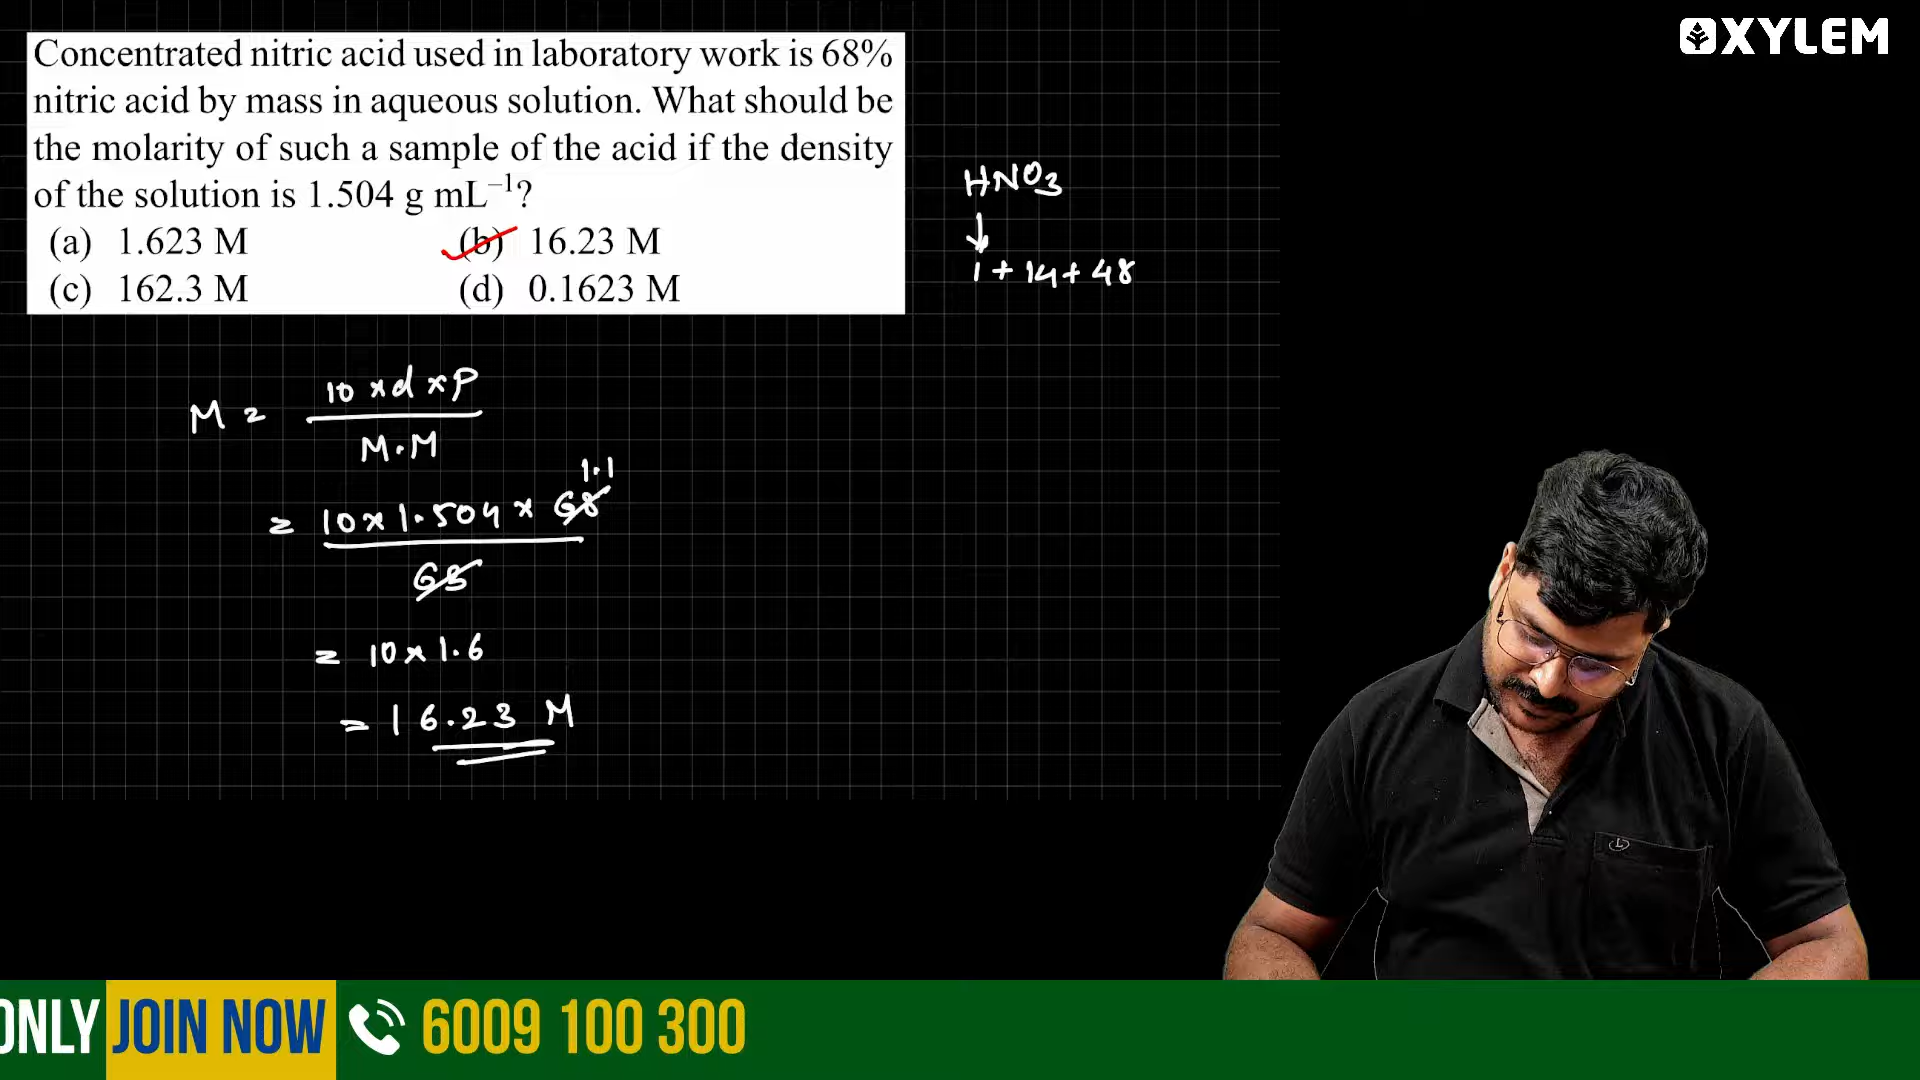 XYLEM
Concentrated nitric acid used in laboratory work is 68%
nitric acid by mass in aqueous solution. What should be
the molarity of such a sample of the acid if the density
of the solution is 1.504 g mL⁻¹?
(a) 1.623 M (b) 16.23 M
(c) 162.3 M (d) 0.1623 M
HNO3
↓
1 + 14 + 48
M = 10 × d × P
M.M
1.1
= 10 × 1.504 × 68
63
= 10 × 1.6
= 16.23 M
ONLY JOIN NOW 6009 100 300